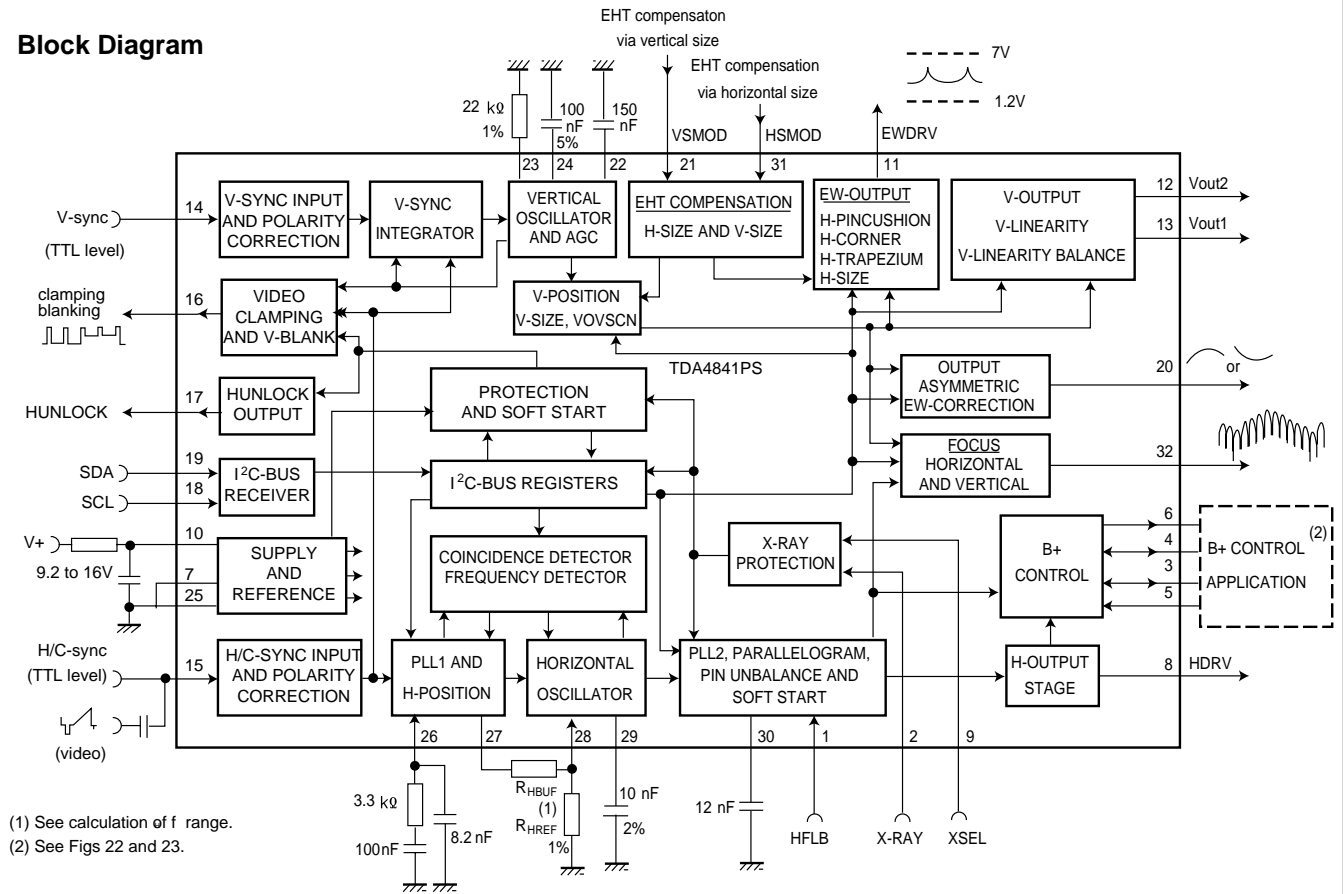 Block Diagram
EHT compensaton
via vertical size
EHT compensation
via horizontal size
7V
1.2V
22 kΩ
1%
100
nF
5%
150
nF
VSMOD
HSMOD
EWDRV
23
24
22
21
31
11
V-sync
(TTL level)
14
V-SYNC INPUT
AND POLARITY
CORRECTION
V-SYNC
INTEGRATOR
VERTICAL
OSCILLATOR
AND AGC
EHT COMPENSATION
H-SIZE AND V-SIZE
EW-OUTPUT
H-PINCUSHION
H-CORNER
H-TRAPEZIUM
H-SIZE
V-OUTPUT
V-LINEARITY
V-LINEARITY BALANCE
12
Vout2
13
Vout1
clamping
blanking
16
VIDEO
CLAMPING
AND V-BLANK
V-POSITION
V-SIZE, VOVSCN
TDA4841PS
HUNLOCK
17
HUNLOCK
OUTPUT
PROTECTION
AND SOFT START
OUTPUT
ASYMMETRIC
EW-CORRECTION
20
or
SDA
19
SCL
18
I²C-BUS
RECEIVER
I²C-BUS REGISTERS
FOCUS
HORIZONTAL
AND VERTICAL
32
V+
10
9.2 to 16V
7
25
SUPPLY
AND
REFERENCE
COINCIDENCE DETECTOR
FREQUENCY DETECTOR
X-RAY
PROTECTION
B+
CONTROL
6
4
3
5
(2)
B+ CONTROL
APPLICATION
H/C-sync
(TTL level)
15
(video)
H/C-SYNC INPUT
AND POLARITY
CORRECTION
PLL1 AND
H-POSITION
HORIZONTAL
OSCILLATOR
PLL2, PARALLELOGRAM,
PIN UNBALANCE AND
SOFT START
H-OUTPUT
STAGE
8
HDRV
26
27
28
29
30
1
2
9
3.3 kΩ
100nF
8.2 nF
RHBUF
(1)
RHREF
1%
10 nF
2%
12 nF
HFLB
X-RAY
XSEL
(1) See calculation of f range.
(2) See Figs 22 and 23.